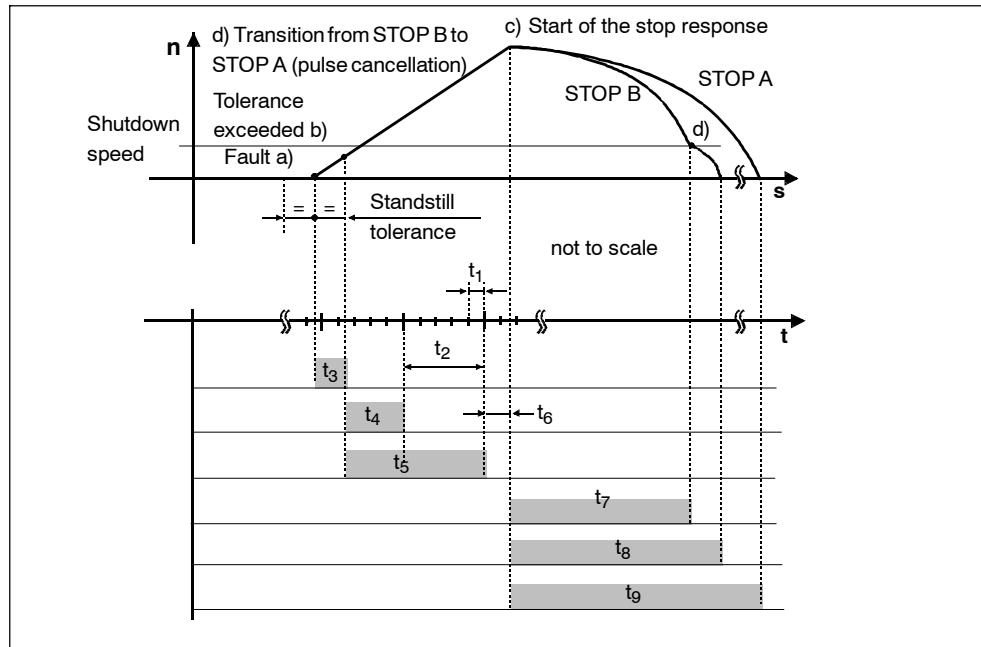 c) Start of the stop response
n
d) Transition from STOP B to
STOP A (pulse cancellation)
STOP A
STOP B
Tolerance
exceeded b)
Shutdown
speed
d)
Fault a)
s
= =
Standstill
tolerance
not to scale
t1
t
t2
t3
t4
t6
t5
t7
t8
t9